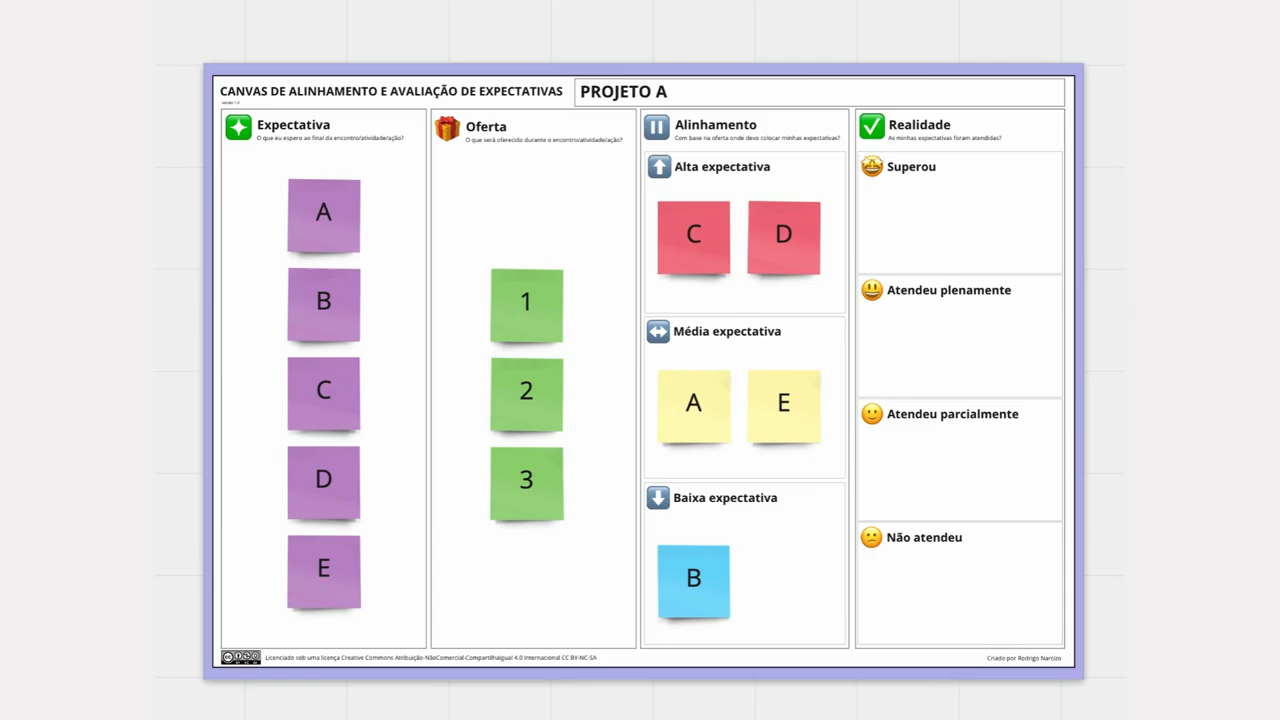 CANVAS DE ALINHAMENTO E AVALIAÇÃO DE EXPECTATIVAS
versão 1.0
PROJETO A
Expectativa
O que eu espero ao final da encontro/atividade/ação?
A
B
C
D
E
Oferta
O que será oferecido durante o encontro/atividade/ação?
1
2
3
Alinhamento
Com base na oferta onde devo colocar minhas expectativas?
Alta expectativa
C
D
Média expectativa
A
E
Baixa expectativa
B
Realidade
As minhas expectativas foram atendidas?
Superou
Atendeu plenamente
Atendeu parcialmente
Não atendeu
Licenciado sob uma licença Creative Commons Atribuição-NãoComercial-CompartilhaIgual 4.0 Internacional CC BY-NC-SA
Criado por Rodrigo Narcizo